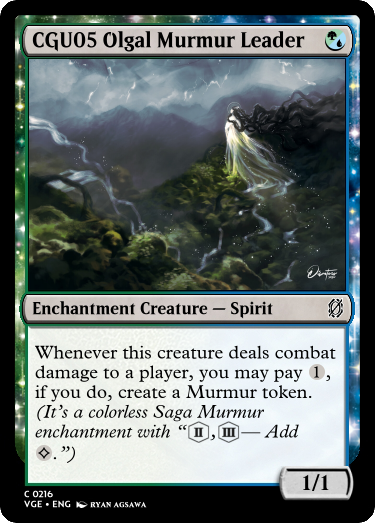 CGU05 Olgal Murmur Leader
Enchantment Creature — Spirit
Whenever this creature deals combat
damage to a player, you may pay 1,
if you do, create a Murmur token.
(It's a colorless Saga Murmur
enchantment with “II, III— Add
.”)
1/1
C 0216
VGE • ENG RYAN AGSAWA